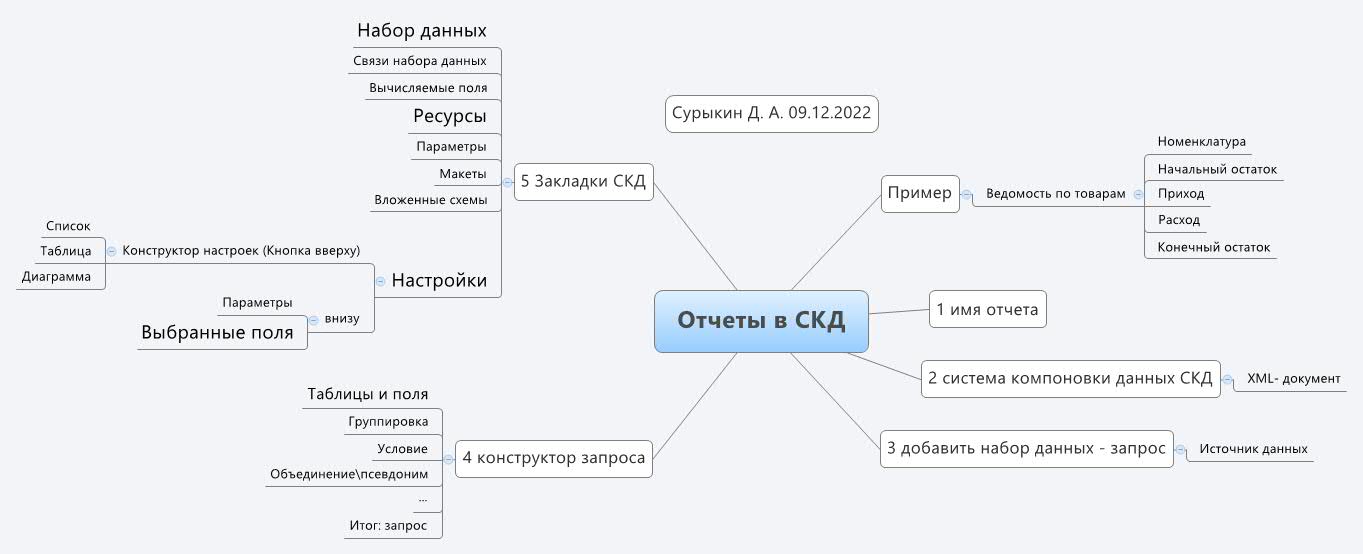 Отчеты в СКД
Сурыкин Д. А. 09.12.2022
Пример
Ведомость по товарам
Номенклатура
Начальный остаток
Приход
Расход
Конечный остаток
1 имя отчета
2 система компоновки данных СКД
XML- документ
3 добавить набор данных - запрос
Источник данных
4 конструктор запроса
Таблицы и поля
Группировка
Условие
Объединение\псевдоним
...
Итог: запрос
5 Закладки СКД
Набор данных
Связи набора данных
Вычисляемые поля
Ресурсы
Параметры
Макеты
Вложенные схемы
Настройки
Конструктор настроек (Кнопка вверху)
Список
Таблица
Диаграмма
внизу
Параметры
Выбранные поля